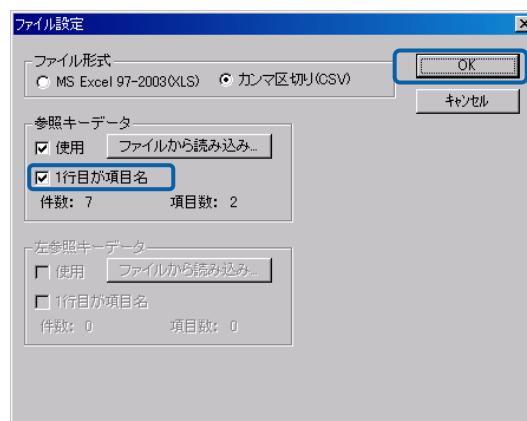 ファイル設定
ファイル形式
MS Excel 97-2003(XLS) カンマ区切り(CSV)
OK
キャンセル
参照キーデータ
使用 ファイルから読み込み...
1行目が項目名
件数: 7 項目数: 2
左参照キーデータ
使用 ファイルから読み込み...
1行目が項目名
件数: 0 項目数: 0